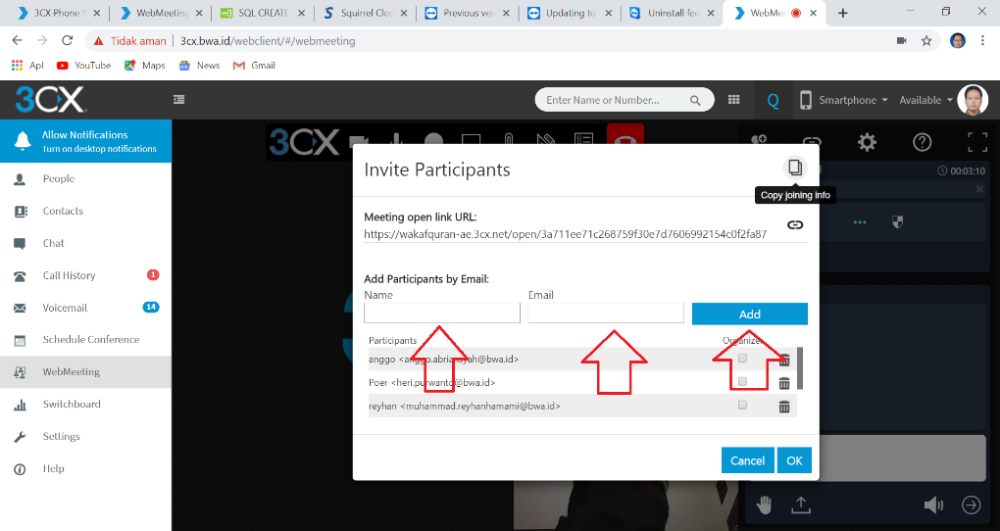 3CX Phone S
WebMeeting
SQL CREATE
Squirrel Clou
Previous ver
Updating to
Uninstall fee
WebMe
Tidak aman
3cx.bwa.id/webclient/#/webmeeting
Apl
YouTube
Maps
News
Gmail
3CX
Enter Name or Number...
Q
Smartphone
Available
Allow Notifications
Turn on desktop notifications
People
Contacts
Chat
Call History
1
Voicemail
14
Schedule Conference
WebMeeting
Switchboard
Settings
Help
3CX
00:03:10
Invite Participants
Copy joining info
Meeting open link URL:
https://wakafquran-ae.3cx.net/open/3a711ee71c268759f30e7d7606992154c0f2fa87
Add Participants by Email:
Name
Email
Add
Participants
Organizer
anggo <anggo.abriansyah@bwa.id>
Poer <heri.purwanto@bwa.id>
reyhan <muhammad.reyhanhamami@bwa.id>
Cancel
OK